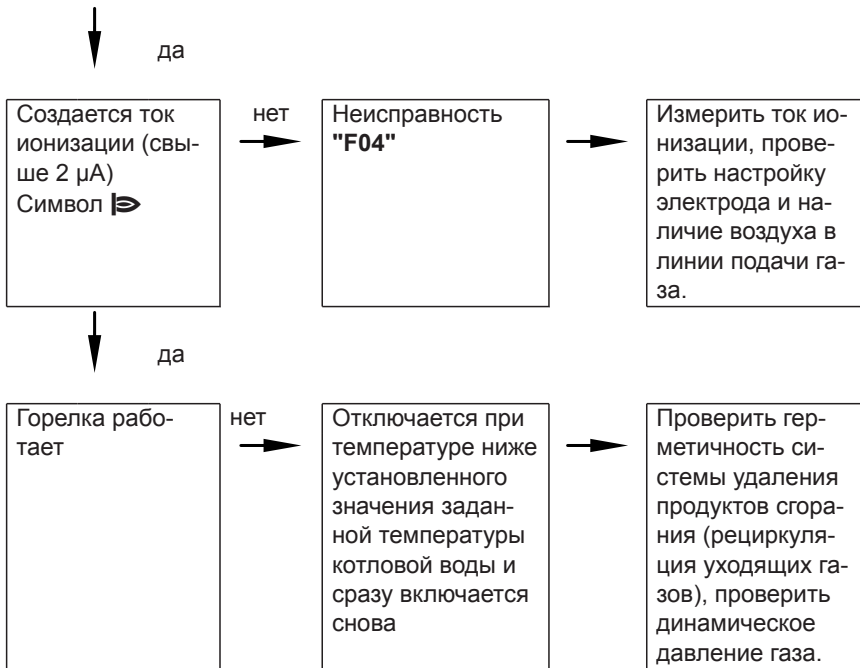 да
Создается ток
ионизации (свы-
ше 2 μA)
Символ
нет
Неисправность
"F04"
Измерить ток ио-
низации, прове-
рить настройку
электрода и на-
личие воздуха в
линии подачи га-
за.
да
Горелка рабо-
тает
нет
Отключается при
температуре ниже
установленного
значения задан-
ной температуры
котловой воды и
сразу включается
снова
Проверить гер-
метичность си-
стемы удаления
продуктов сгора-
ния (рециркуля-
ция уходящих га-
зов), проверить
динамическое
давление газа.